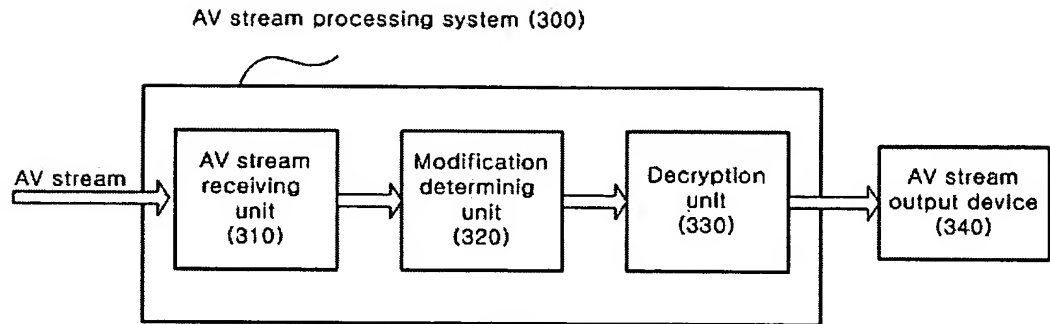 AV stream processing system (300)
AV stream
AV stream
receiving
unit
(310)
Modification
determinig
unit
(320)
Decryption
unit
(330)
AV stream
output device
(340)